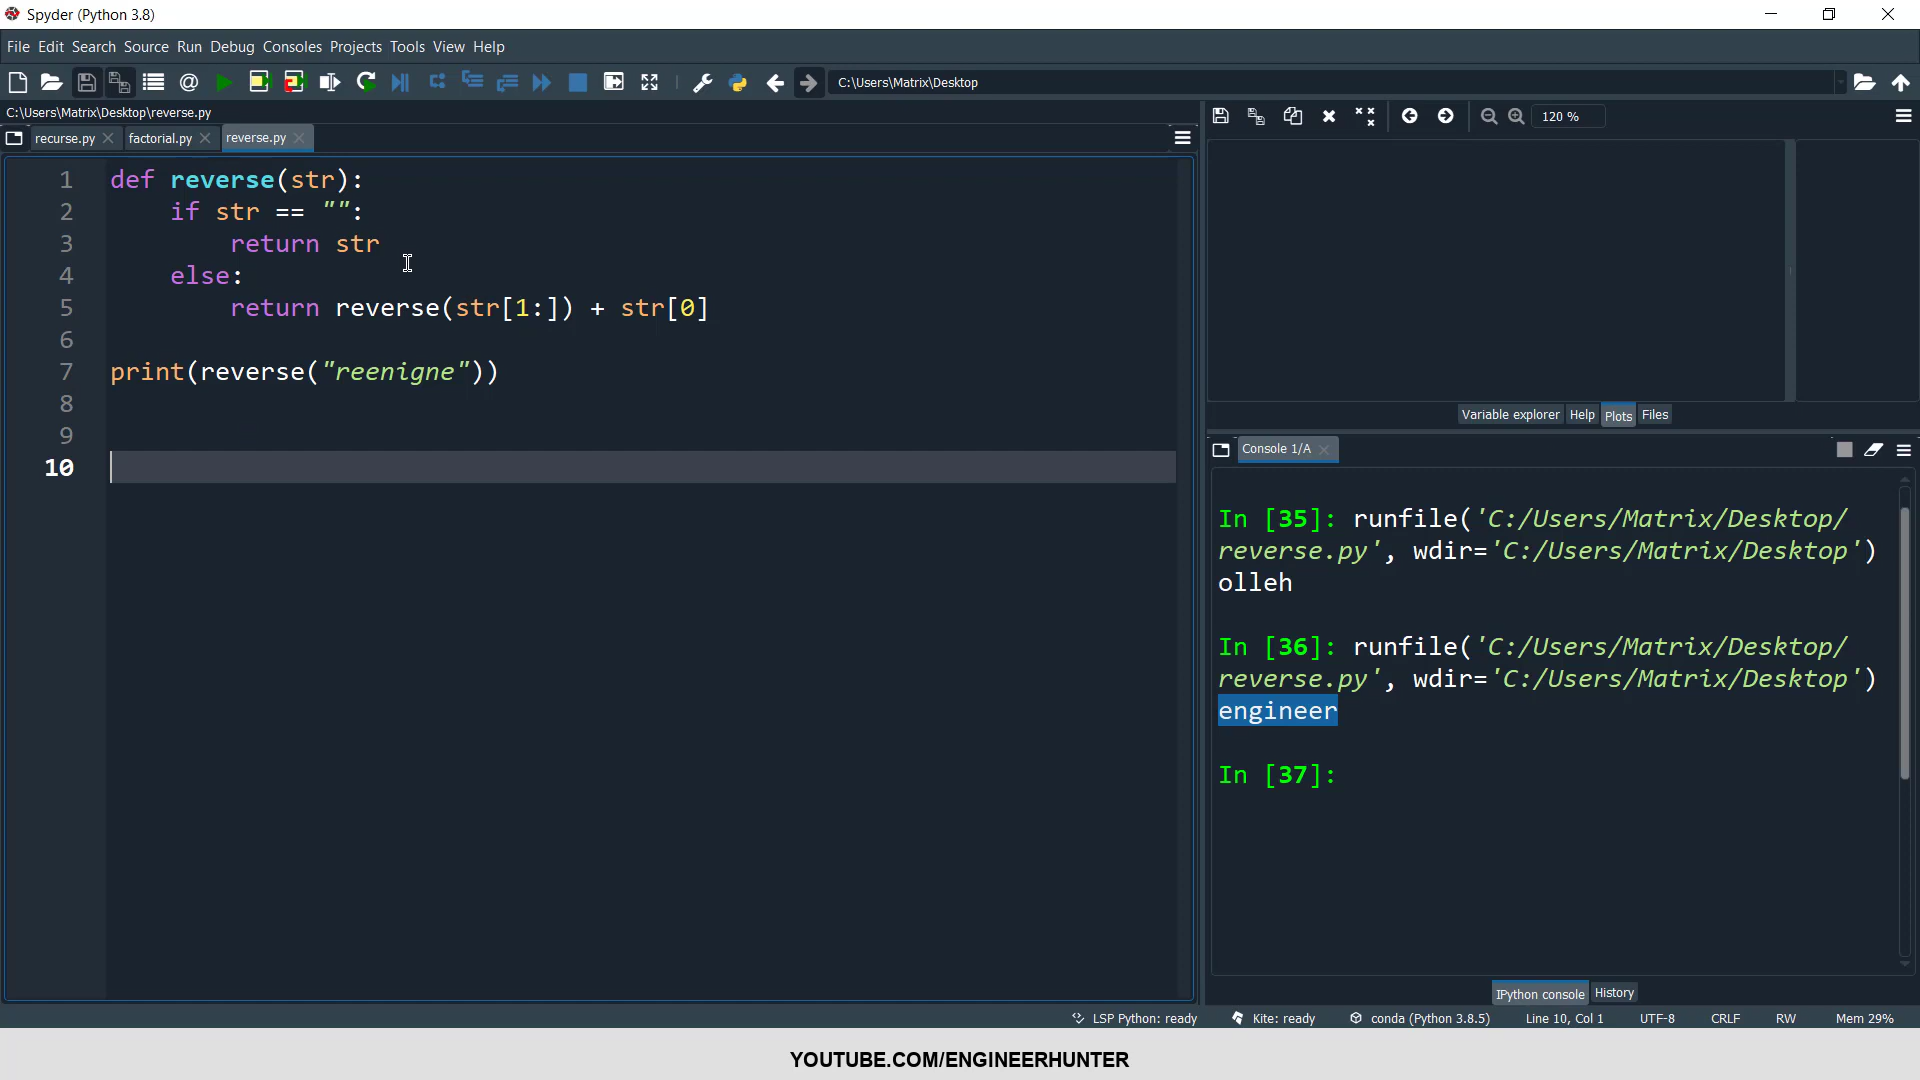 Spyder (Python 3.8)
File Edit Search Source Run Debug Consoles Projects Tools View Help
C:\Users\Matrix\Desktop
C:\Users\Matrix\Desktop\reverse.py
recurse.py factorial.py reverse.py
1 def reverse(str):
2     if str == "":
3         return str
4     else:
5         return reverse(str[1:]) + str[0]
6
7 print(reverse("reenigne"))
8
9
10
120 %
Variable explorer Help Plots Files
Console 1/A
In [35]: runfile('C:/Users/Matrix/Desktop/
reverse.py', wdir='C:/Users/Matrix/Desktop')
olleh
In [36]: runfile('C:/Users/Matrix/Desktop/
reverse.py', wdir='C:/Users/Matrix/Desktop')
engineer
In [37]:
IPython console History
LSP Python: ready Kite: ready conda (Python 3.8.5) Line 10, Col 1 UTF-8 CRLF RW Mem 29%
YOUTUBE.COM/ENGINEERHUNTER